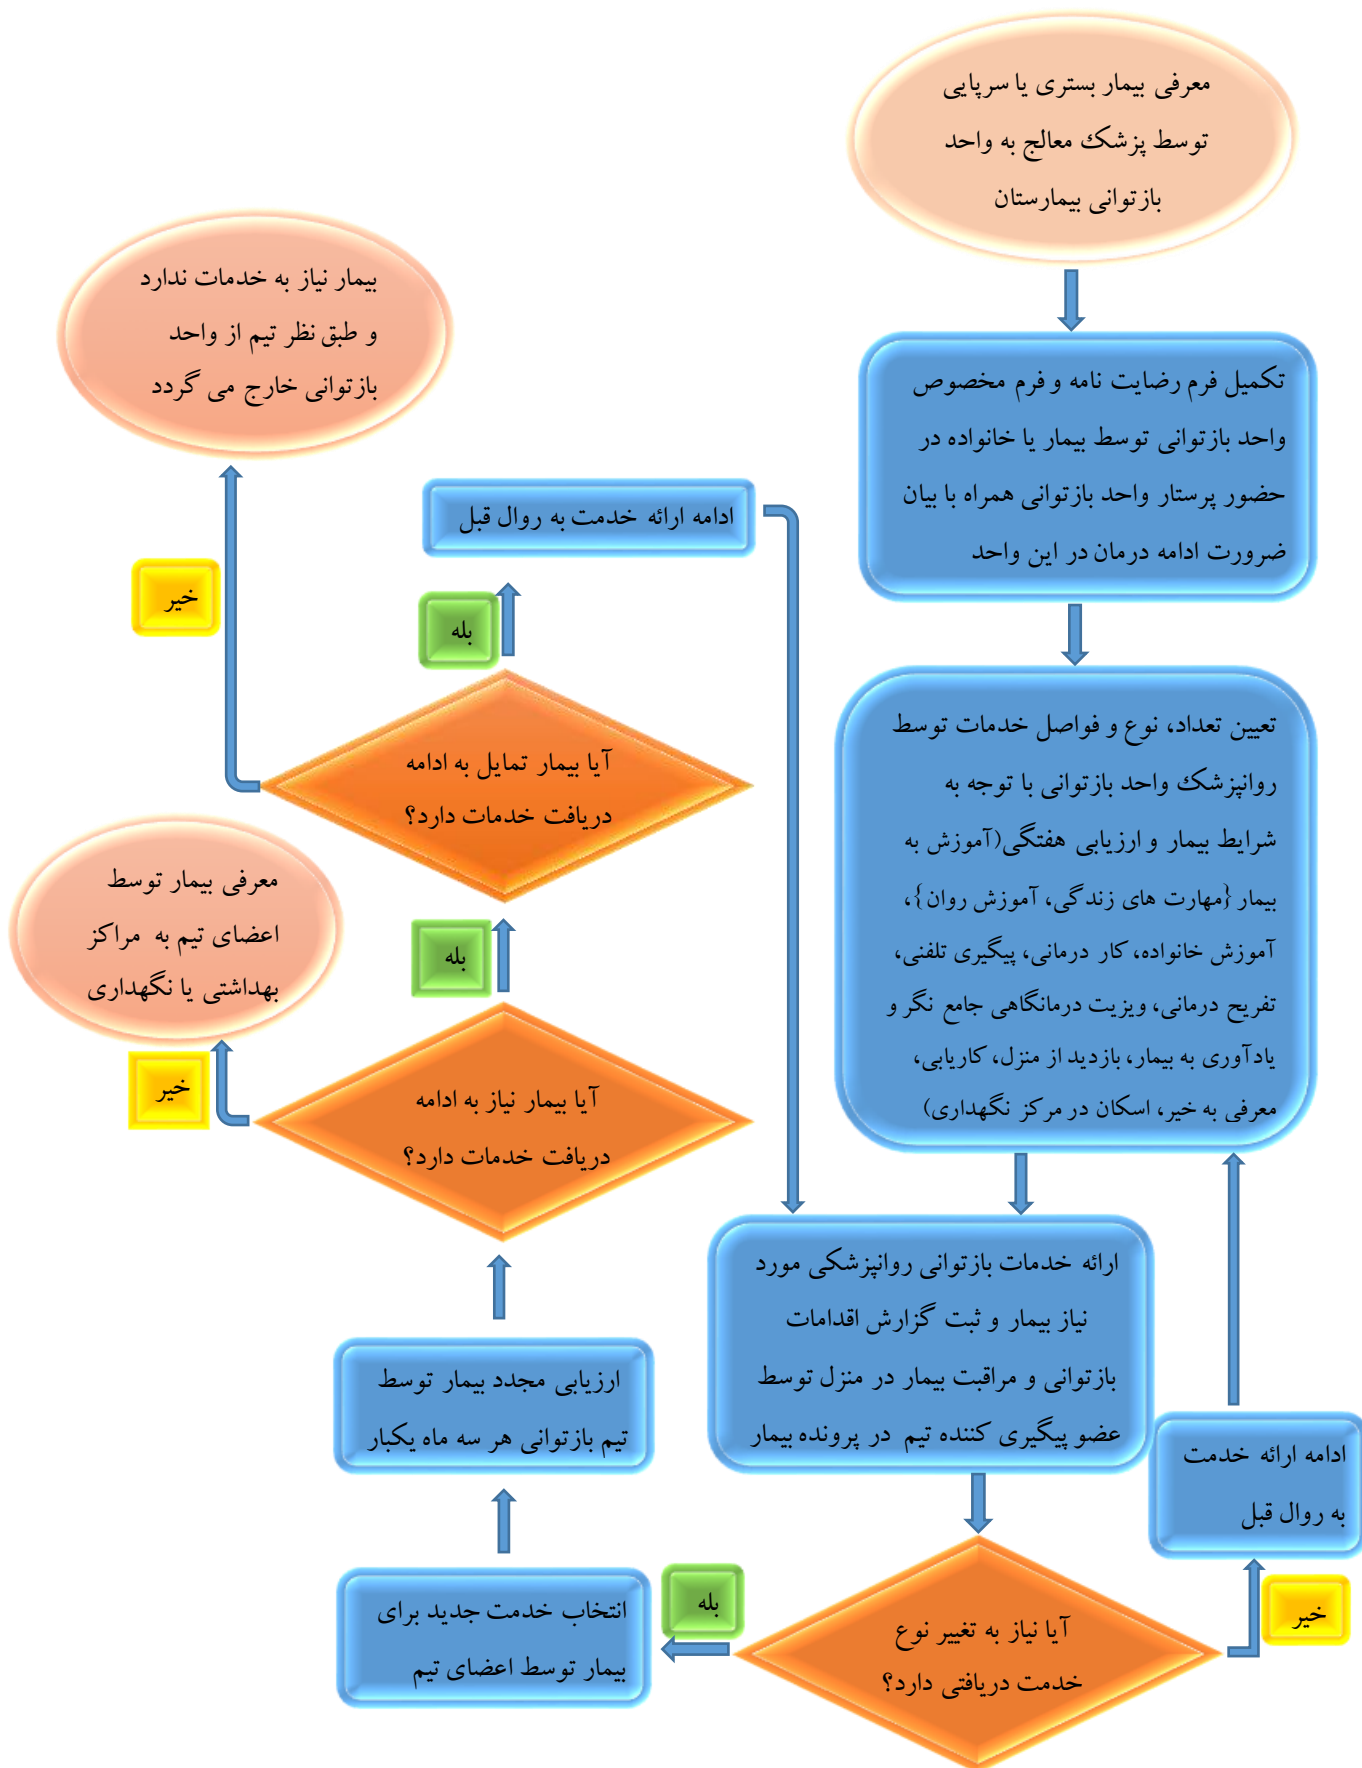 معرفی بیمار بستری یا سرپایی
توسط پزشک معالج به واحد
بازتوانی بیمارستان
تکمیل فرم رضایت نامه و فرم مخصوص
واحد بازتوانی توسط بیمار یا خانواده در
حضور پرستار واحد بازتوانی همراه با بیان
ضرورت ادامه درمان در این واحد
تعیین تعداد، نوع و فواصل خدمات توسط
روانپزشک واحد بازتوانی با توجه به
شرایط بیمار و ارزیابی هفتگی(آموزش به
بیمار{مهارت های زندگی، آموزش روان}،
آموزش خانواده، کار درمانی، پیگیری تلفنی،
تفریح درمانی، ویزیت درمانگاهی جامع نگر و
یادآوری به بیمار، بازدید از منزل، کاریابی،
معرفی به خیر، اسکان در مرکز نگهداری)
ارائه خدمات بازتوانی روانپزشکی مورد
نیاز بیمار و ثبت گزارش اقدامات
بازتوانی و مراقبت بیمار در منزل توسط
عضو پیگیری کننده تیم در پرونده بیمار
آیا نیاز به تغییر نوع
خدمت دریافتی دارد؟
خیر
ادامه ارائه خدمت
به روال قبل
بله
انتخاب خدمت جدید برای
بیمار توسط اعضای تیم
ارزیابی مجدد بیمار توسط
تیم بازتوانی هر سه ماه یکبار
آیا بیمار نیاز به ادامه
دریافت خدمات دارد؟
خیر
معرفی بیمار توسط
اعضای تیم به مراکز
بهداشتی یا نگهداری
بله
آیا بیمار تمایل به ادامه
دریافت خدمات دارد؟
خیر
بیمار نیاز به خدمات ندارد
و طبق نظر تیم از واحد
بازتوانی خارج می گردد
بله
ادامه ارائه خدمت به روال قبل